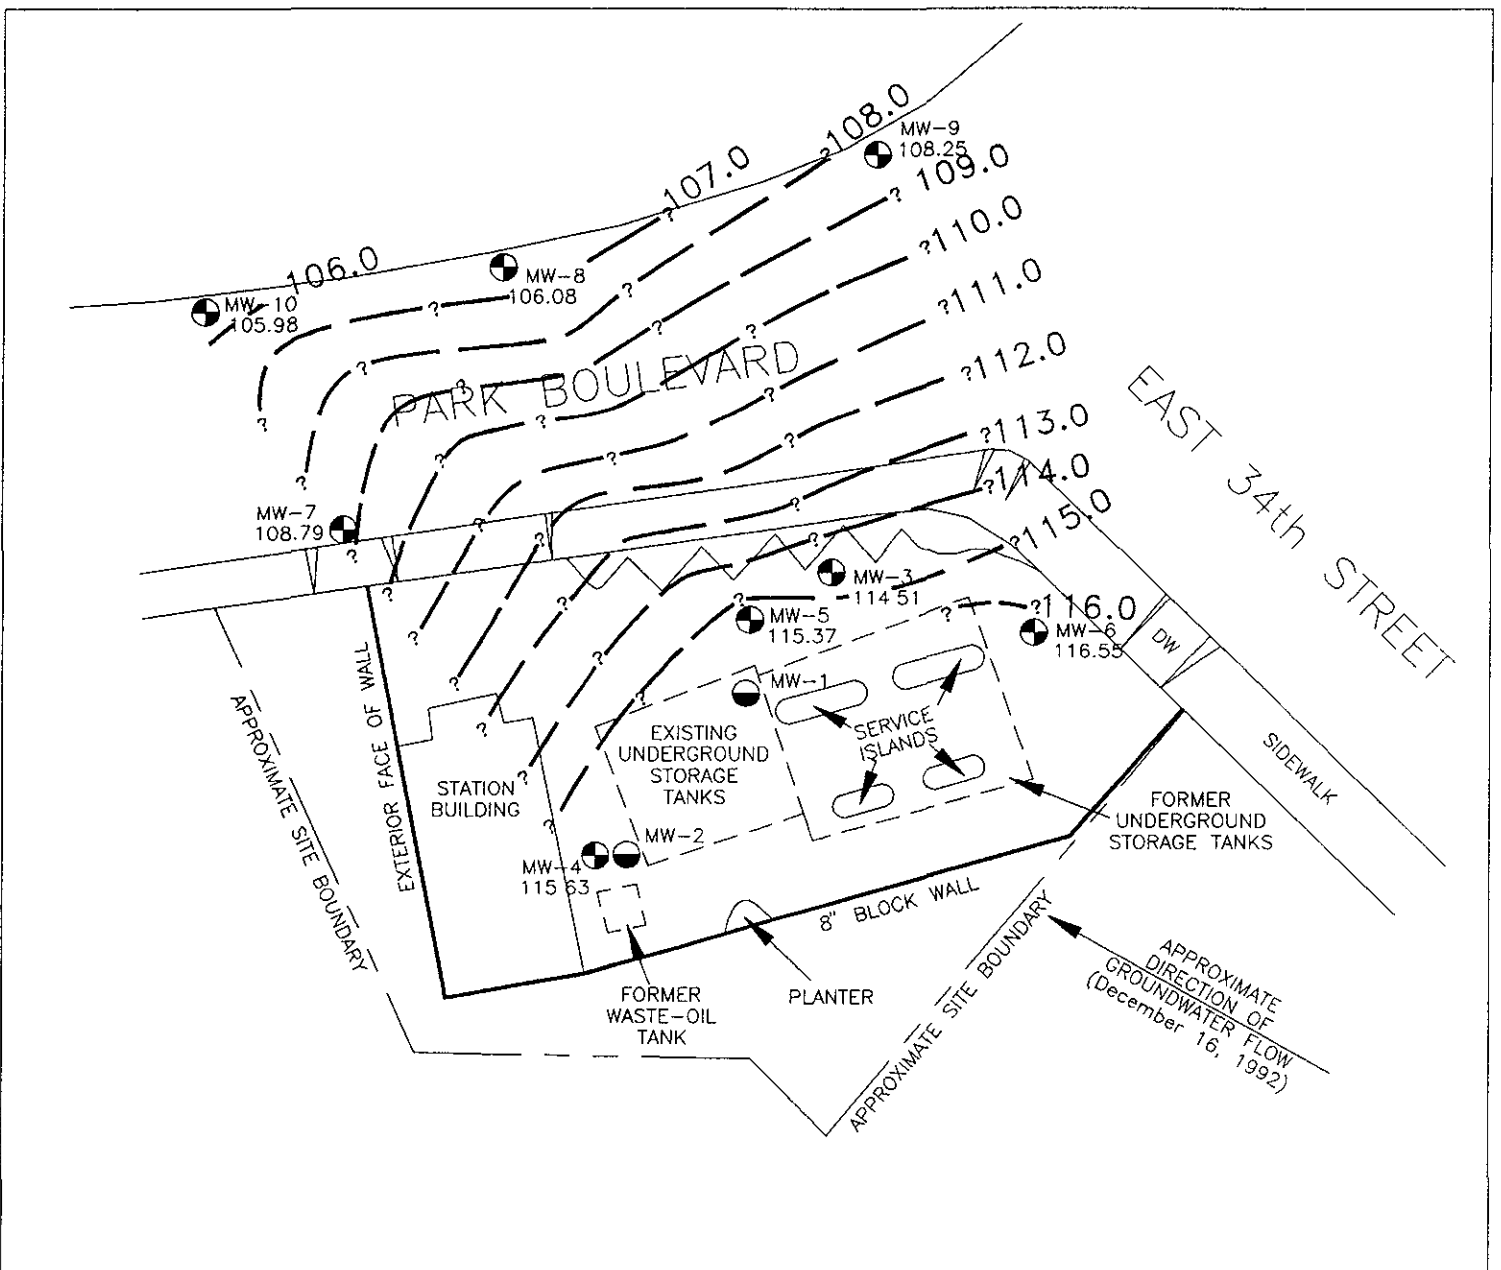 108.0
MW-9
108.25
107.0
109.0
110.0
106.0
MW-8
106.08
MW-10
105.98
111.0
PARK BOULEVARD
112.0
EAST 34th STREET
113.0
114.0
115.0
MW-7
108.79
MW-3
114 51
116.0
MW-5
115.37
MW-6
116.55
DW
MW-1
APPROXIMATE SITE BOUNDARY
EXTERIOR FACE OF WALL
EXISTING
UNDERGROUND
STORAGE
TANKS
SERVICE
ISLANDS
SIDEWALK
STATION
BUILDING
FORMER
UNDERGROUND
STORAGE TANKS
MW-2
MW-4
115 63
8" BLOCK WALL
FORMER
WASTE-OIL
TANK
PLANTER
APPROXIMATE SITE BOUNDARY
APPROXIMATE
DIRECTION OF
GROUNDWATER FLOW
(December 16, 1992)